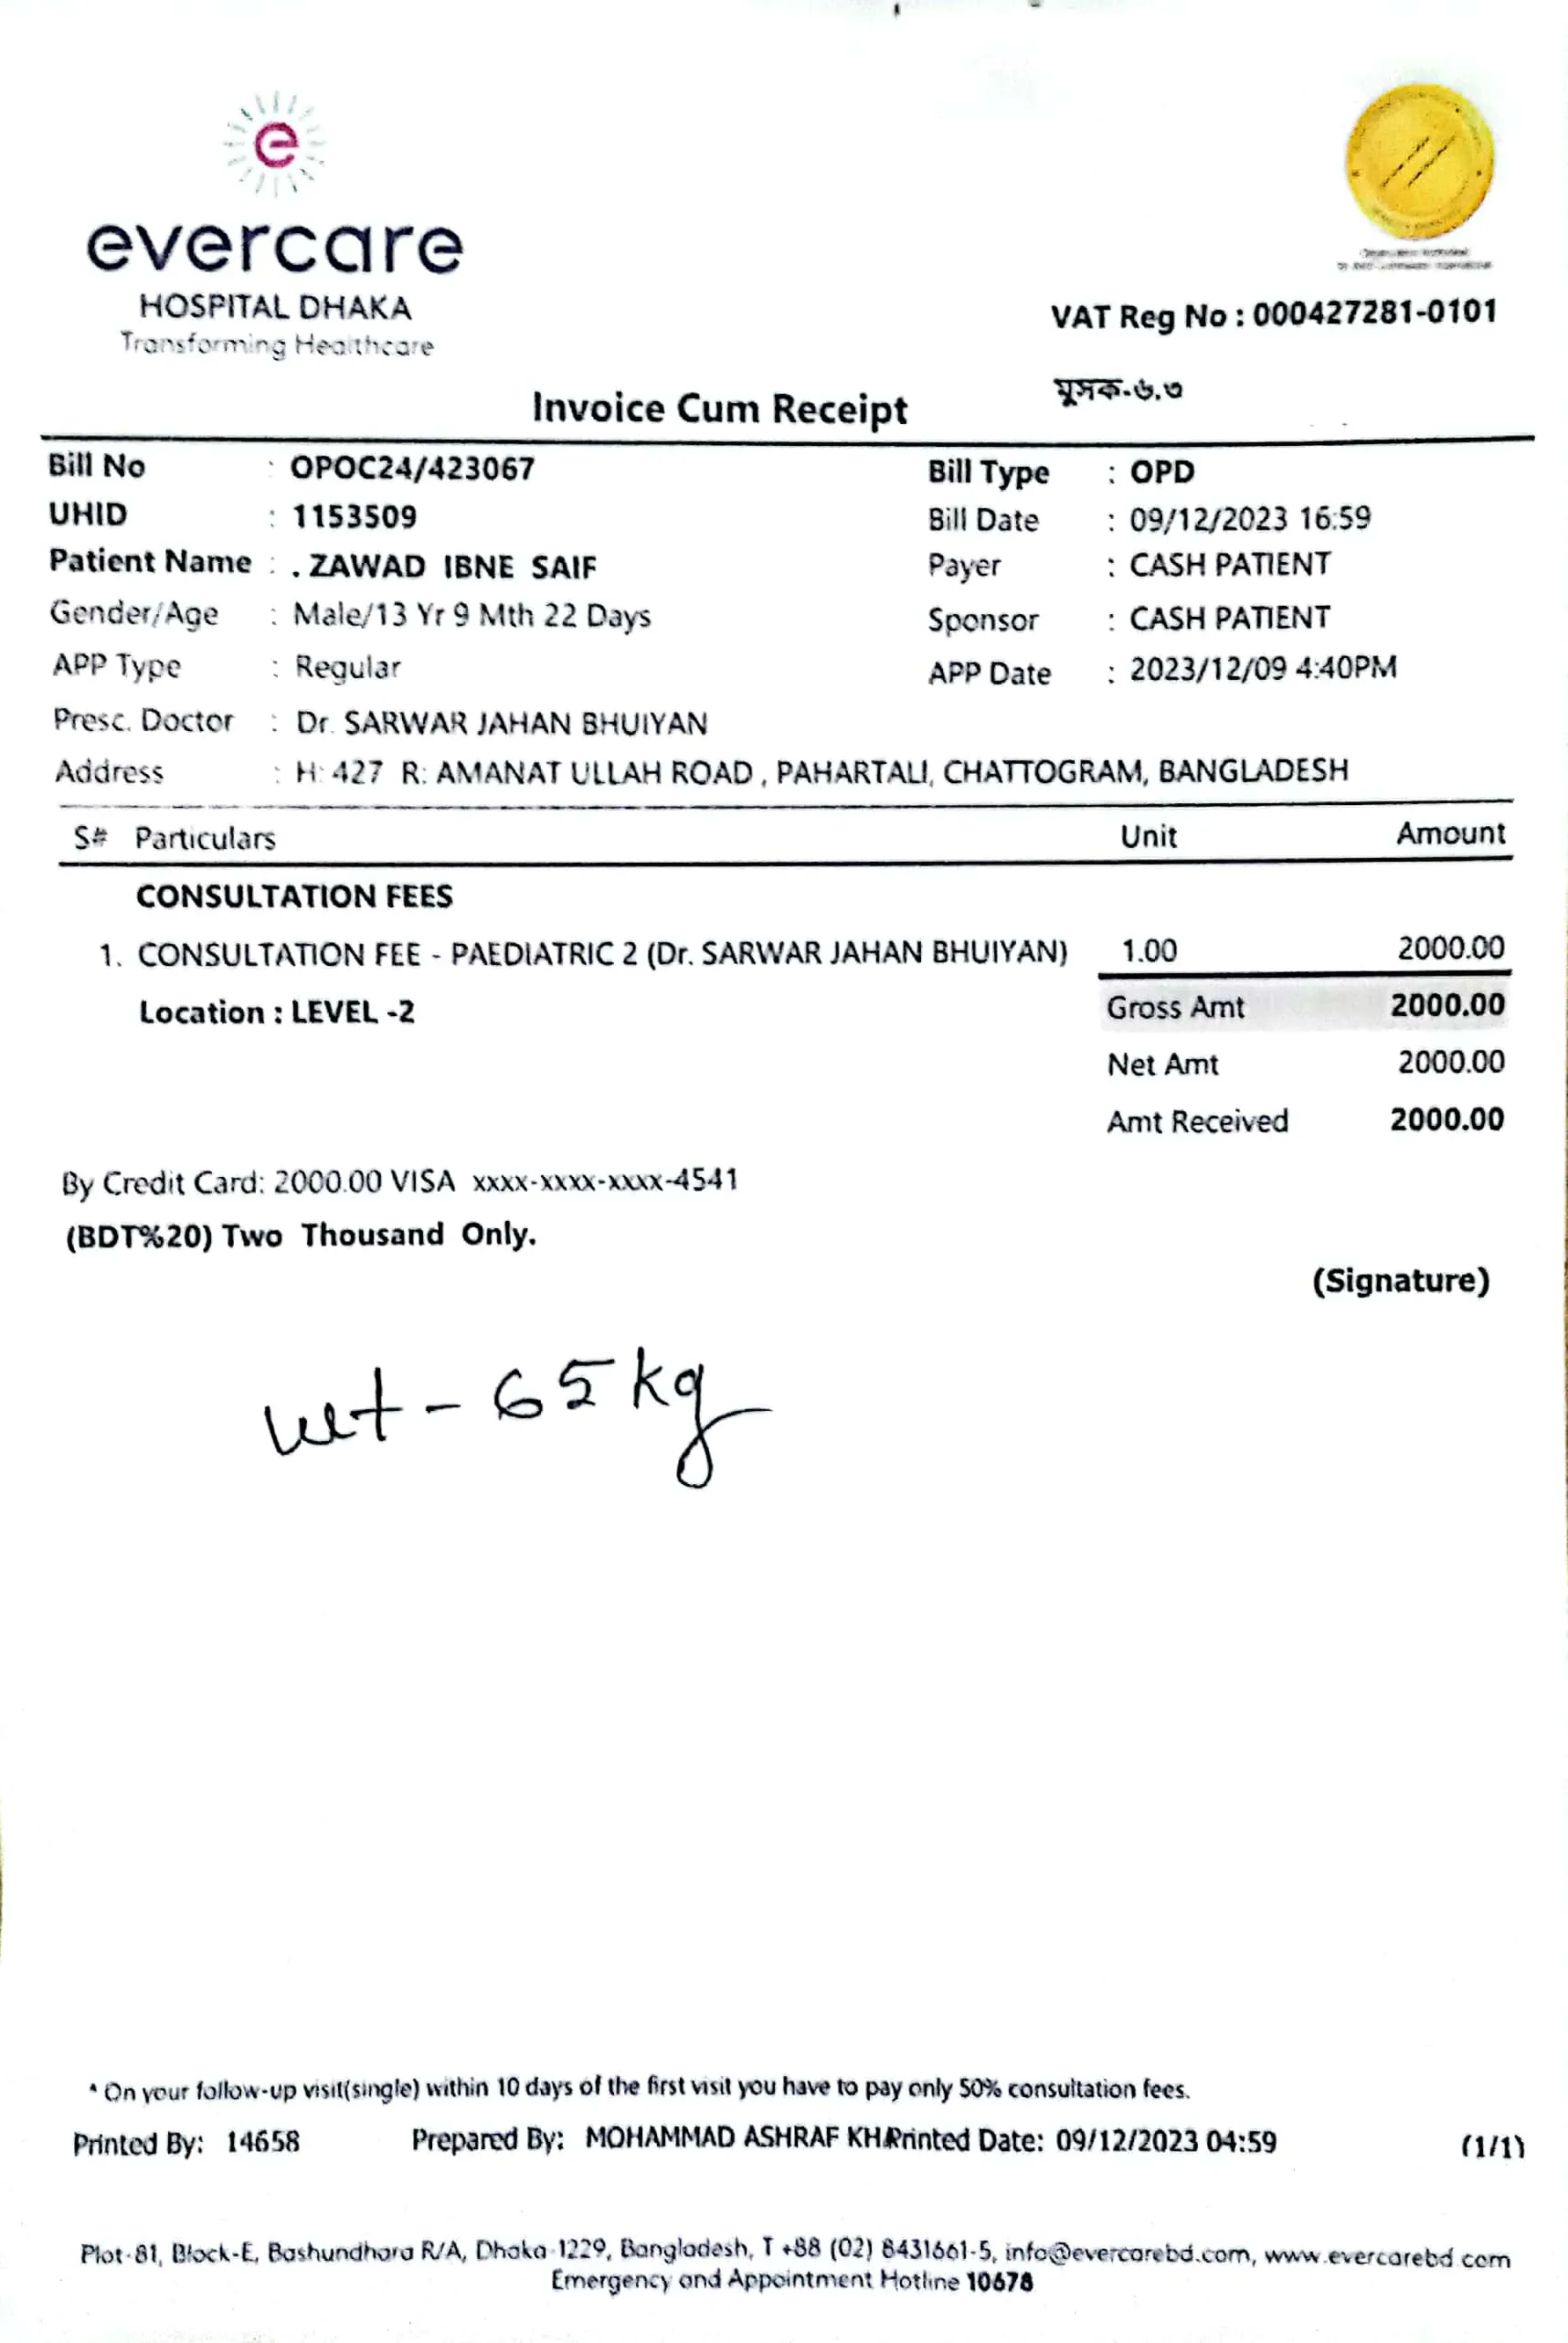 e
evercare
HOSPITAL DHAKA
Transforming Healthcare
VAT Reg No : 000427281-0101
মূসক-৬.৩
Invoice Cum Receipt
Bill No : OPOC24/423067 Bill Type : OPD
UHID : 1153509 Bill Date : 09/12/2023 16:59
Patient Name : . ZAWAD IBNE SAIF Payer : CASH PATIENT
Gender/Age : Male/13 Yr 9 Mth 22 Days Sponsor : CASH PATIENT
APP Type : Regular APP Date : 2023/12/09 4:40PM
Presc. Doctor : Dr. SARWAR JAHAN BHUIYAN
Address : H: 427 R: AMANAT ULLAH ROAD , PAHARTALI, CHATTOGRAM, BANGLADESH
S# Particulars Unit Amount
CONSULTATION FEES
1. CONSULTATION FEE - PAEDIATRIC 2 (Dr. SARWAR JAHAN BHUIYAN) 1.00 2000.00
Location : LEVEL -2 Gross Amt 2000.00
Net Amt 2000.00
Amt Received 2000.00
By Credit Card: 2000.00 VISA xxxx-xxxx-xxxx-4541
(BDT%20) Two Thousand Only.
(Signature)
wt - 65 kg
* On your follow-up visit(single) within 10 days of the first visit you have to pay only 50% consultation fees.
Printed By: 14658 Prepared By: MOHAMMAD ASHRAF KHA Printed Date: 09/12/2023 04:59 (1/1)
Plot-81, Block-E, Bashundhara R/A, Dhaka-1229, Bangladesh, T +88 (02) 8431661-5, info@evercarebd.com, www.evercarebd.com
Emergency and Appointment Hotline 10678